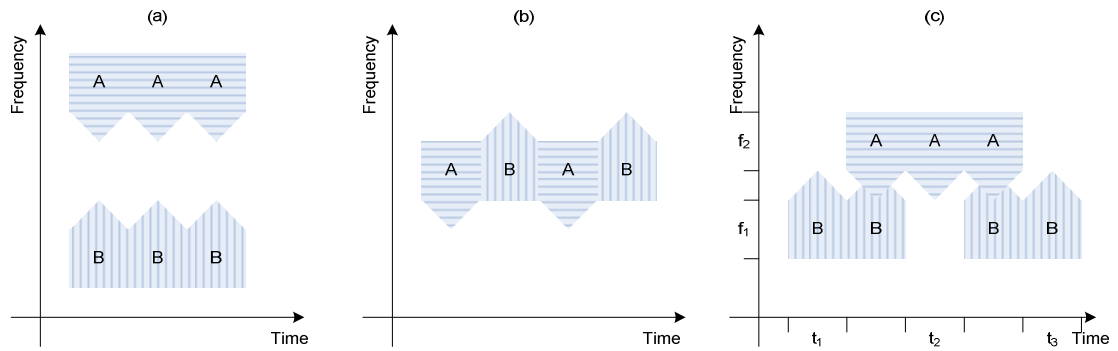 (a)
Frequency
A A A
B B B
Time
(b)
Frequency
A B A B
Time
(c)
Frequency
f2
A A A
f1
B B B B
t1 t2 t3 Time